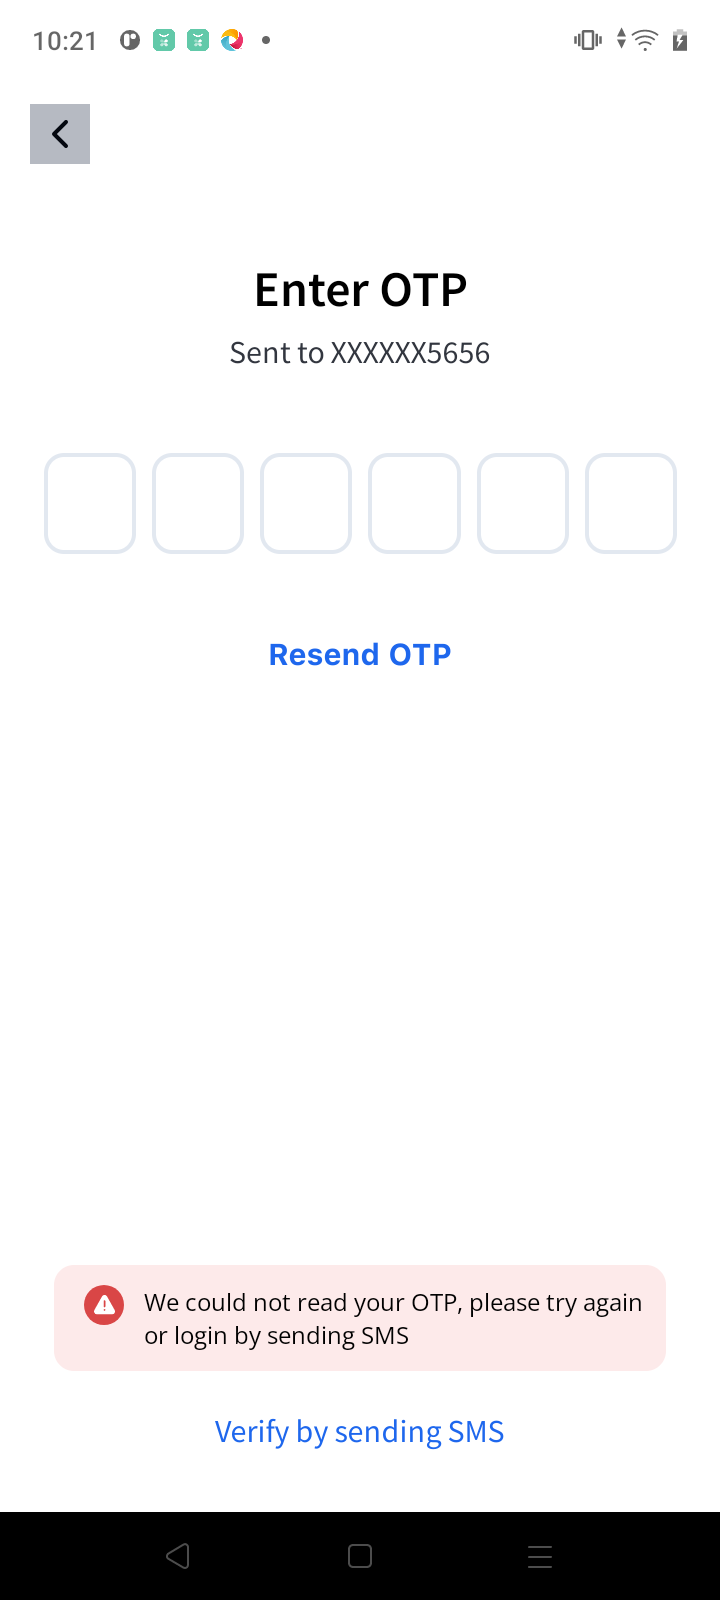 10:21
Enter OTP
Sent to XXXXXX5656
Resend OTP
We could not read your OTP, please try again
or login by sending SMS
Verify by sending SMS